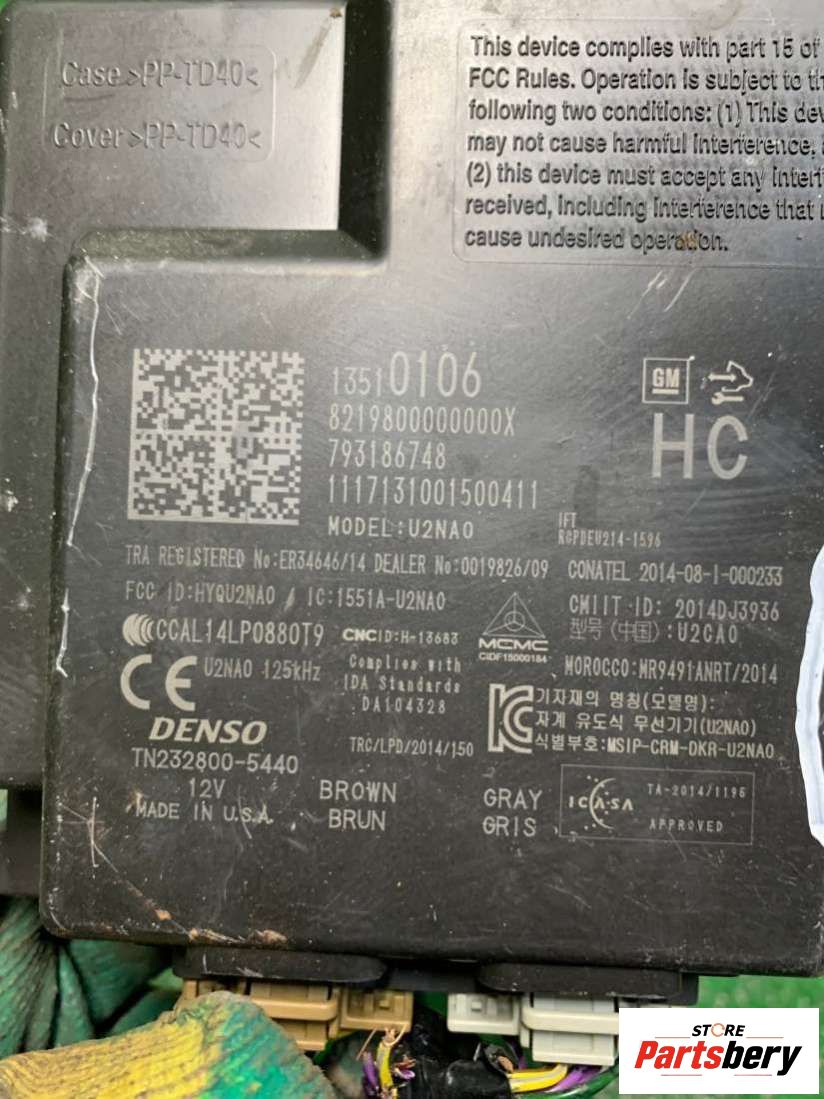 Case >PP-TD40<
Cover >PP-TD40<
This device complies with part 15 of
FCC Rules. Operation is subject to th
following two conditions: (1) This dev
may not cause harmful interference,
(2) this device must accept any interf
received, including interference that
cause undesired operation.
13510106
8219800000000X
793186748
1117131001500411
MODEL:U2NA0
GM
HC
IFT
RCPDEU214-1596
TRA REGISTERED No:ER34646/14 DEALER No:0019826/09
CONATEL 2014-08-I-000233
FCC ID:HYQU2NA0 / IC:1551A-U2NA0
CMIIT ID: 2014DJ3936
型号(中国):U2CA0
CCAL14LP0880T9
CNC ID:H-13683
MCMC
CIDF15000184
MOROCCO:MR9491ANRT/2014
CE
U2NA0 125kHz
Complies with
IDA Standards
DA104328
KC
기자재의 명칭(모델명):
자계 유도식 무선기기(U2NA0)
식별부호:MSIP-CRM-DKR-U2NA0
DENSO
TN232800-5440
12V
MADE IN U.S.A.
TRC/LPD/2014/150
BROWN
BRUN
GRAY
GRIS
ICASA
TA-2014/1195
APPROVED
STORE
Partsbery